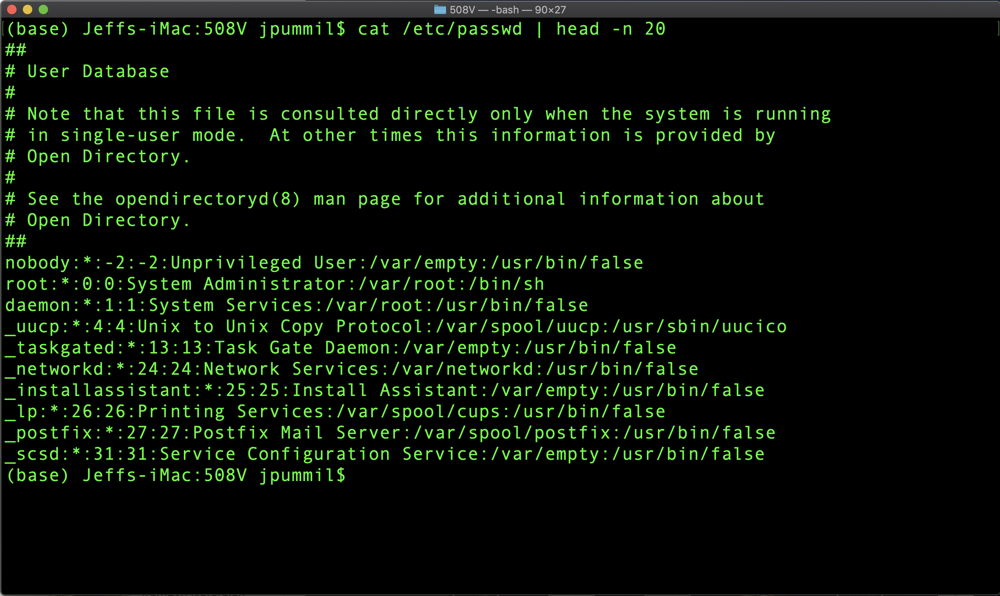 508V — -bash — 90×27
(base) Jeffs-iMac:508V jpummil$ cat /etc/passwd | head -n 20
##
# User Database
#
# Note that this file is consulted directly only when the system is running
# in single-user mode.  At other times this information is provided by
# Open Directory.
#
# See the opendirectoryd(8) man page for additional information about
# Open Directory.
##
nobody:*:-2:-2:Unprivileged User:/var/empty:/usr/bin/false
root:*:0:0:System Administrator:/var/root:/bin/sh
daemon:*:1:1:System Services:/var/root:/usr/bin/false
_uucp:*:4:4:Unix to Unix Copy Protocol:/var/spool/uucp:/usr/sbin/uucico
_taskgated:*:13:13:Task Gate Daemon:/var/empty:/usr/bin/false
_networkd:*:24:24:Network Services:/var/networkd:/usr/bin/false
_installassistant:*:25:25:Install Assistant:/var/empty:/usr/bin/false
_lp:*:26:26:Printing Services:/var/spool/cups:/usr/bin/false
_postfix:*:27:27:Postfix Mail Server:/var/spool/postfix:/usr/bin/false
_scsd:*:31:31:Service Configuration Service:/var/empty:/usr/bin/false
(base) Jeffs-iMac:508V jpummil$